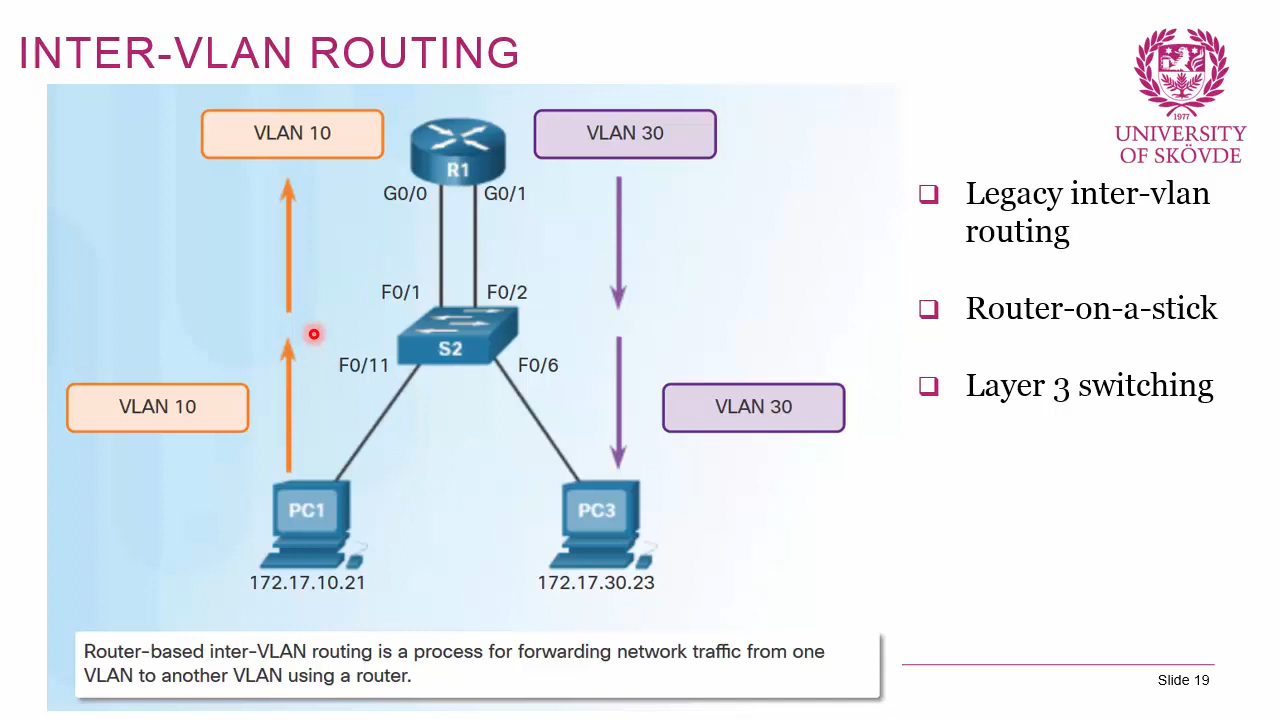 INTER-VLAN ROUTING
VLAN 10
R1
VLAN 30
G0/0
G0/1
F0/1
F0/2
S2
F0/11
F0/6
VLAN 10
VLAN 30
PC1
PC3
172.17.10.21
172.17.30.23
Router-based inter-VLAN routing is a process for forwarding network traffic from one
VLAN to another VLAN using a router.
1977
UNIVERSITY
OF SKÖVDE
Legacy inter-vlan
routing
Router-on-a-stick
Layer 3 switching
Slide 19